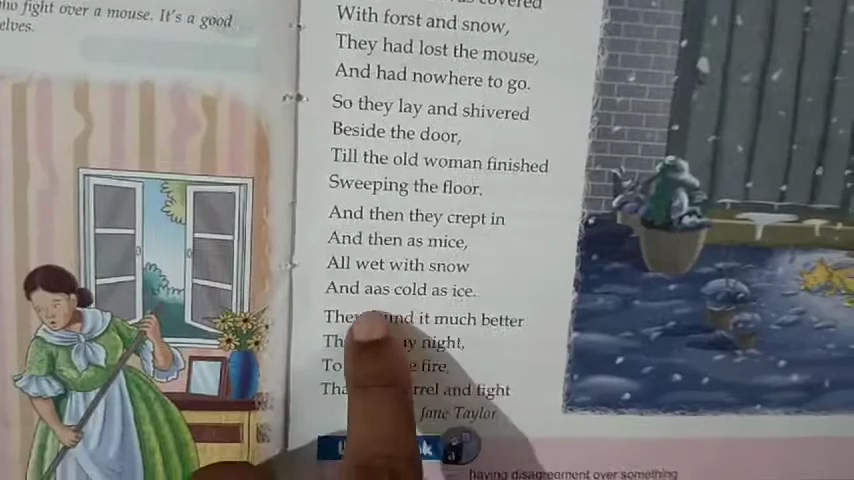 ho fight over a mouse. It's a good
elves.
covered
With forst and snow,
They had lost the mouse,
And had nowhere to go.
So they lay and shivered
Beside the door,
Till the old woman finished
Sweeping the floor.
And then they crept in
And then as mice,
All wet with snow
And aas cold as ice.
They it much better
night,
To fire,
and fight
Jane Taylor
having disagreement over something